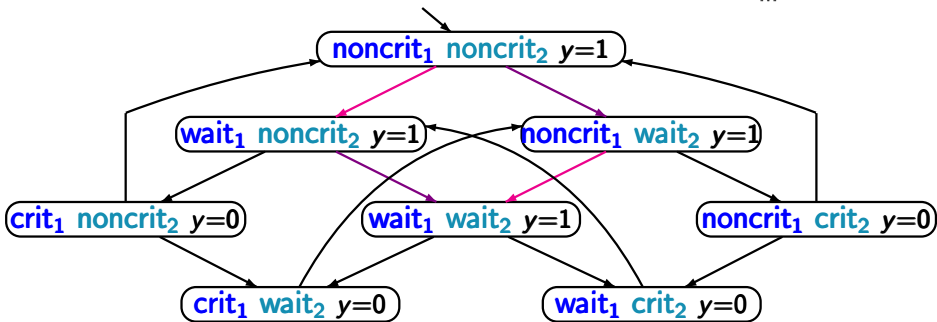 noncrit₁ noncrit₂ y=1
wait₁ noncrit₂ y=1
noncrit₁ wait₂ y=1
crit₁ noncrit₂ y=0
wait₁ wait₂ y=1
noncrit₁ crit₂ y=0
crit₁ wait₂ y=0
wait₁ crit₂ y=0